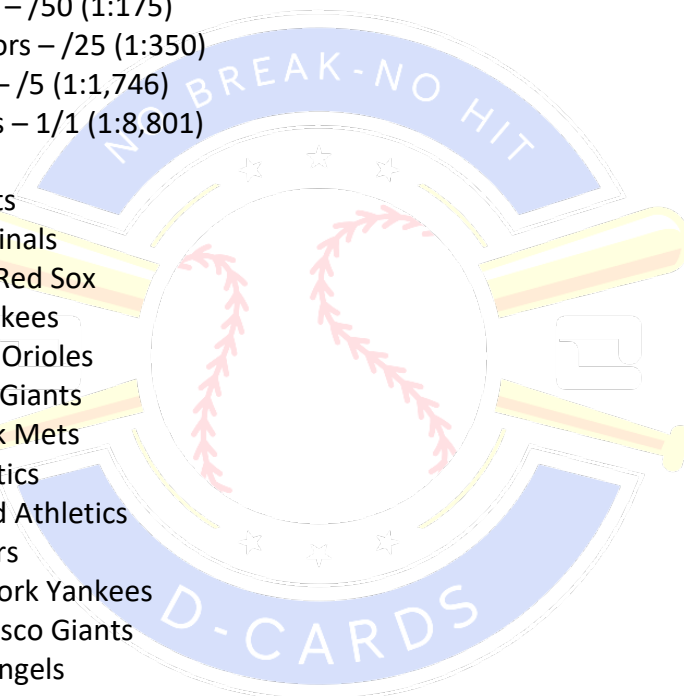 – /50 (1:175)
ors – /25 (1:350)
– /5 (1:1,746)
s – 1/1 (1:8,801)
NO BREAK-NO HIT
ts
inals
Red Sox
kees
Orioles
Giants
k Mets
tics
d Athletics
rs
ork Yankees
sco Giants
ngels
D-CARDS